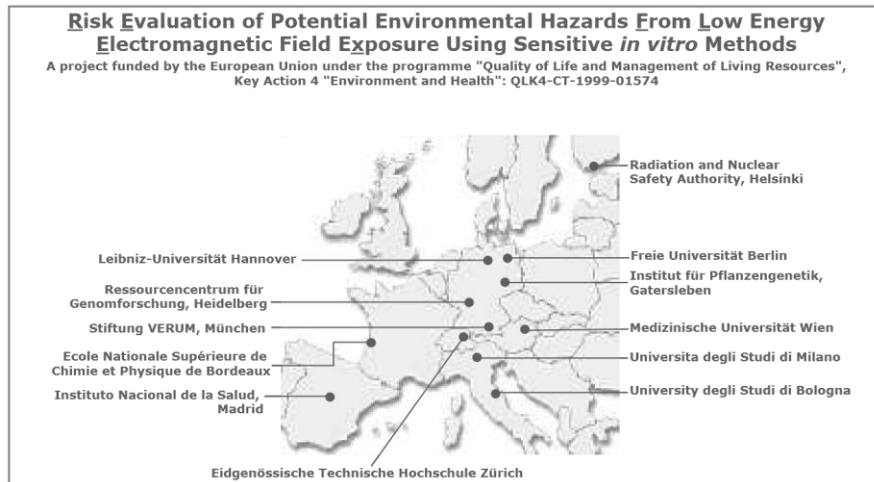 Risk Evaluation of Potential Environmental Hazards From Low Energy
Electromagnetic Field Exposure Using Sensitive in vitro Methods
A project funded by the European Union under the programme "Quality of Life and Management of Living Resources",
Key Action 4 "Environment and Health": QLK4-CT-1999-01574
Radiation and Nuclear
Safety Authority, Helsinki
Leibniz-Universität Hannover
Freie Universität Berlin
Institut für Pflanzengenetik,
Gatersleben
Ressourcencentrum für
Genomforschung, Heidelberg
Stiftung VERUM, München
Medizinische Universität Wien
Ecole Nationale Supérieure de
Chimie et Physique de Bordeaux
Universita degli Studi di Milano
Instituto Nacional de la Salud,
Madrid
University degli Studi di Bologna
Eidgenössische Technische Hochschule Zürich